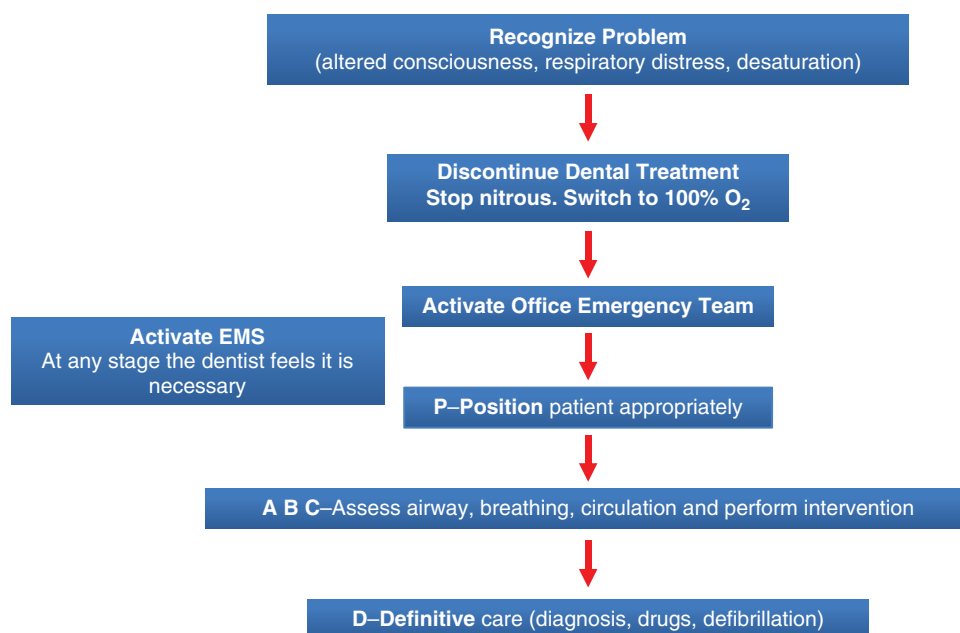 Recognize Problem
(altered consciousness, respiratory distress, desaturation)
Discontinue Dental Treatment
Stop nitrous. Switch to 100% O₂
Activate Office Emergency Team
Activate EMS
At any stage the dentist feels it is
necessary
P–Position patient appropriately
A B C–Assess airway, breathing, circulation and perform intervention
D–Definitive care (diagnosis, drugs, defibrillation)